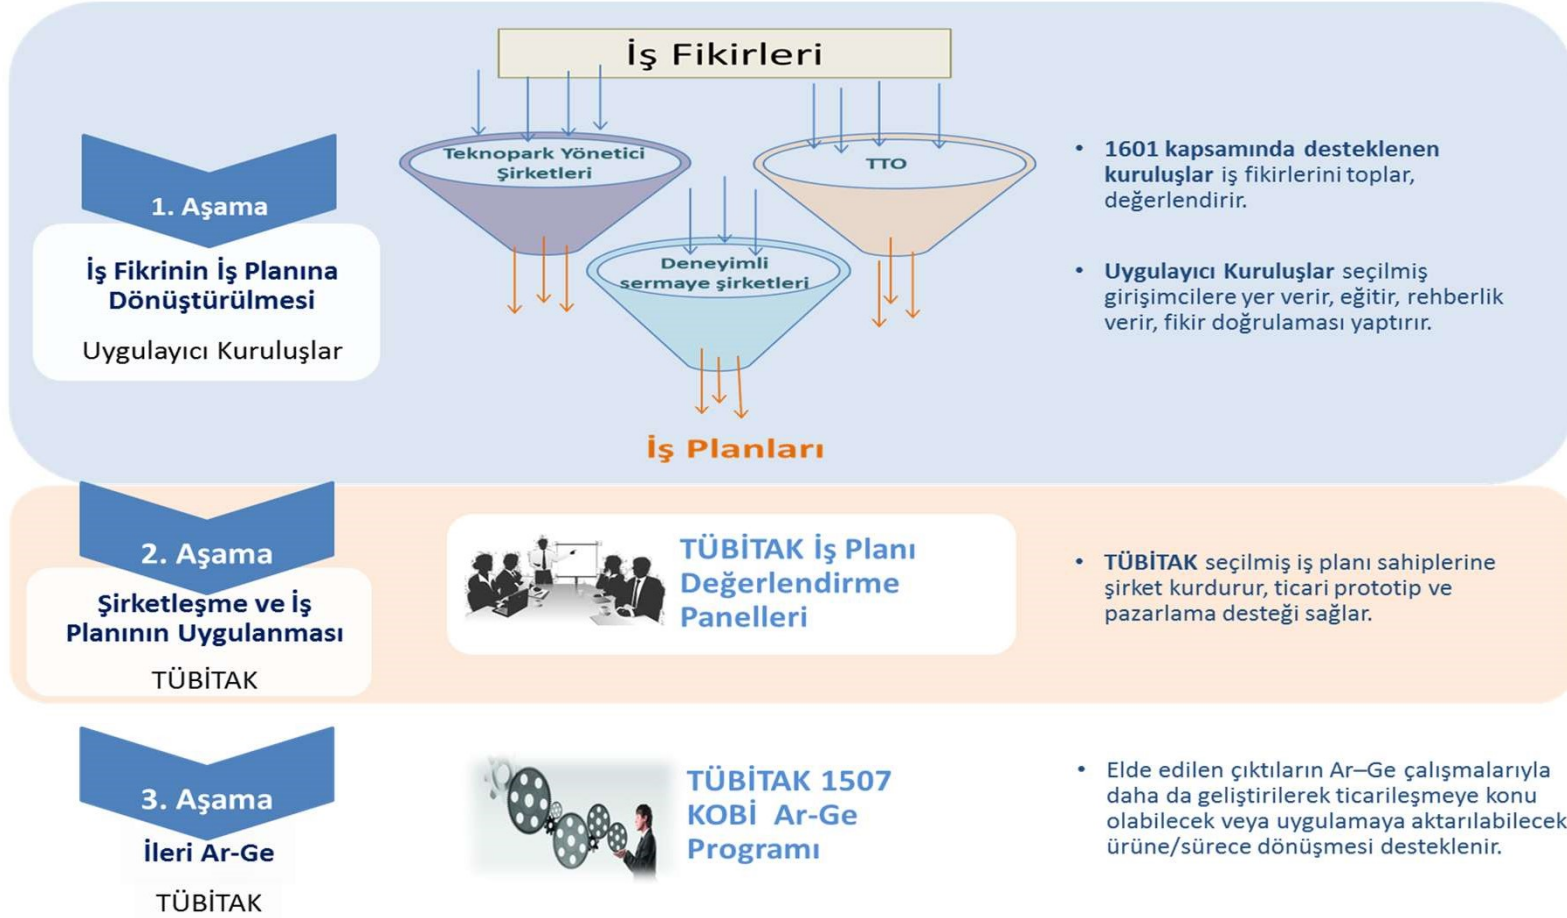 İş Fikirleri
Teknopark Yönetici
Şirketleri
TTO
Deneyimli
sermaye şirketleri
İş Planları
1. Aşama
İş Fikrinin İş Planına
Dönüştürülmesi
Uygulayıcı Kuruluşlar
• 1601 kapsamında desteklenen
kuruluşlar iş fikirlerini toplar,
değerlendirir.
• Uygulayıcı Kuruluşlar seçilmiş
girişimcilere yer verir, eğitir, rehberlik
verir, fikir doğrulaması yaptırır.
2. Aşama
Şirketleşme ve İş
Planının Uygulanması
TÜBİTAK
TÜBİTAK İş Planı
Değerlendirme
Panelleri
• TÜBİTAK seçilmiş iş planı sahiplerine
şirket kurdurur, ticari prototip ve
pazarlama desteği sağlar.
3. Aşama
İleri Ar-Ge
TÜBİTAK
TÜBİTAK 1507
KOBİ Ar-Ge
Programı
• Elde edilen çıktıların Ar–Ge çalışmalarıyla
daha da geliştirilerek ticarileşmeye konu
olabilecek veya uygulamaya aktarılabilecek
ürüne/sürece dönüşmesi desteklenir.